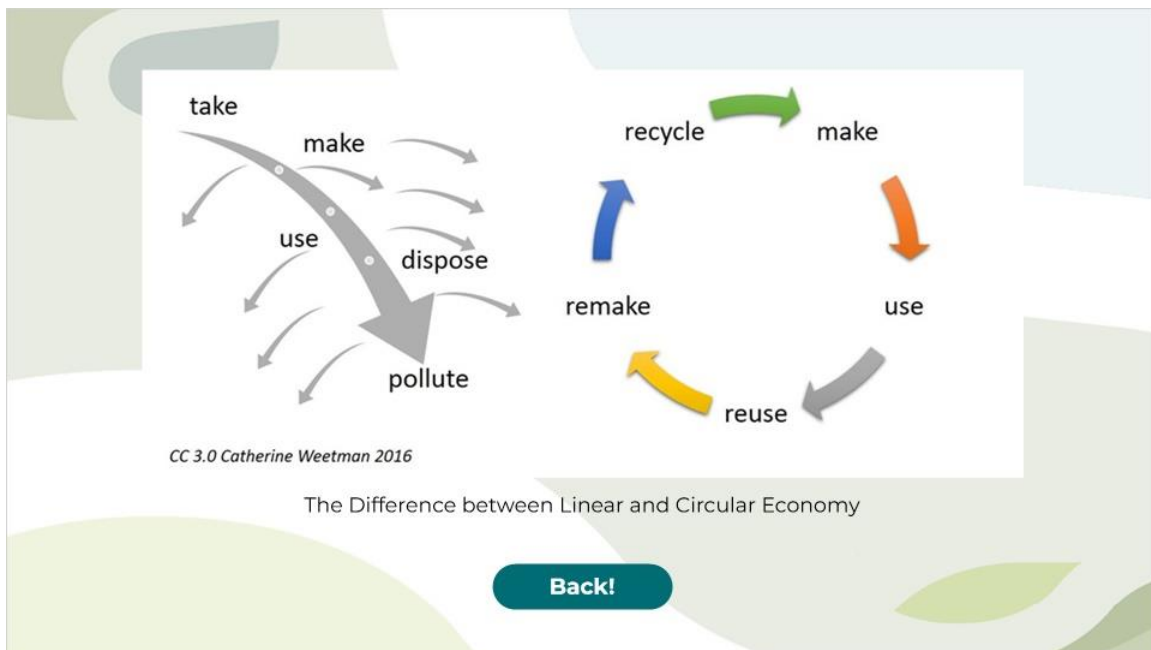 take
make
use
dispose
pollute
recycle
make
use
reuse
remake
CC 3.0 Catherine Weetman 2016
The Difference between Linear and Circular Economy
Back!